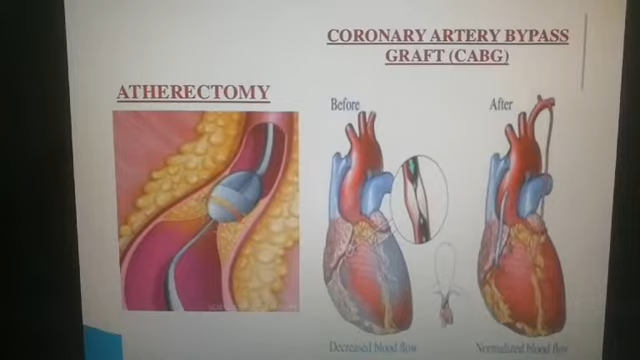 CORONARY ARTERY BYPASS
GRAFT (CABG)
ATHERECTOMY
Before
After
Decreased blood flow
Normalized blood flow